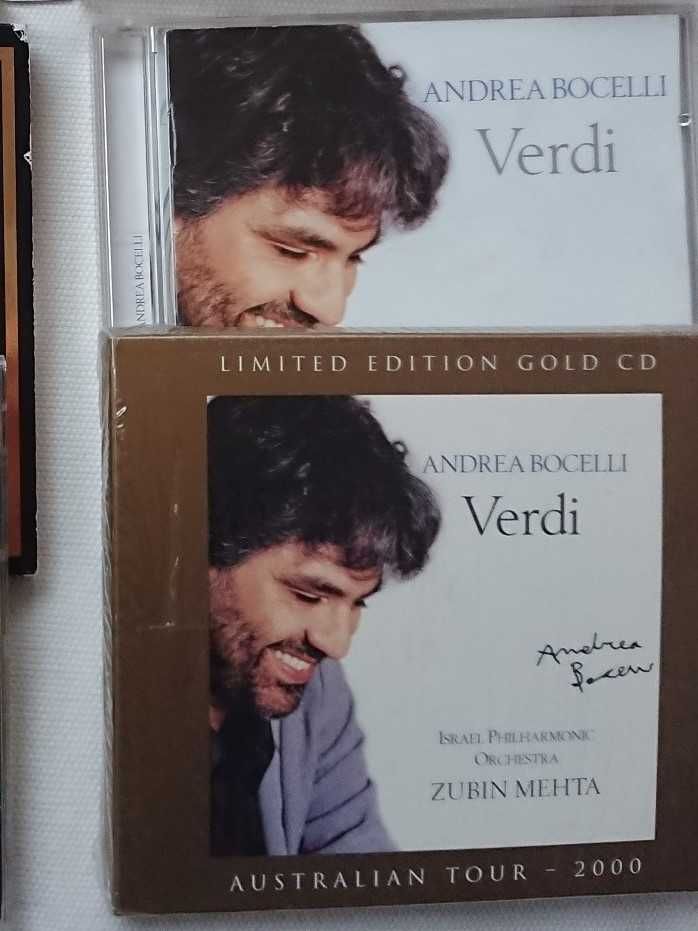 ANDREA BOCELLI
Verdi
ANDREA BOCELLI
LIMITED EDITION GOLD CD
ANDREA BOCELLI
Verdi
Andrea
Bocelli
ISRAEL PHILHARMONIC
ORCHESTRA
ZUBIN MEHTA
AUSTRALIAN TOUR – 2000